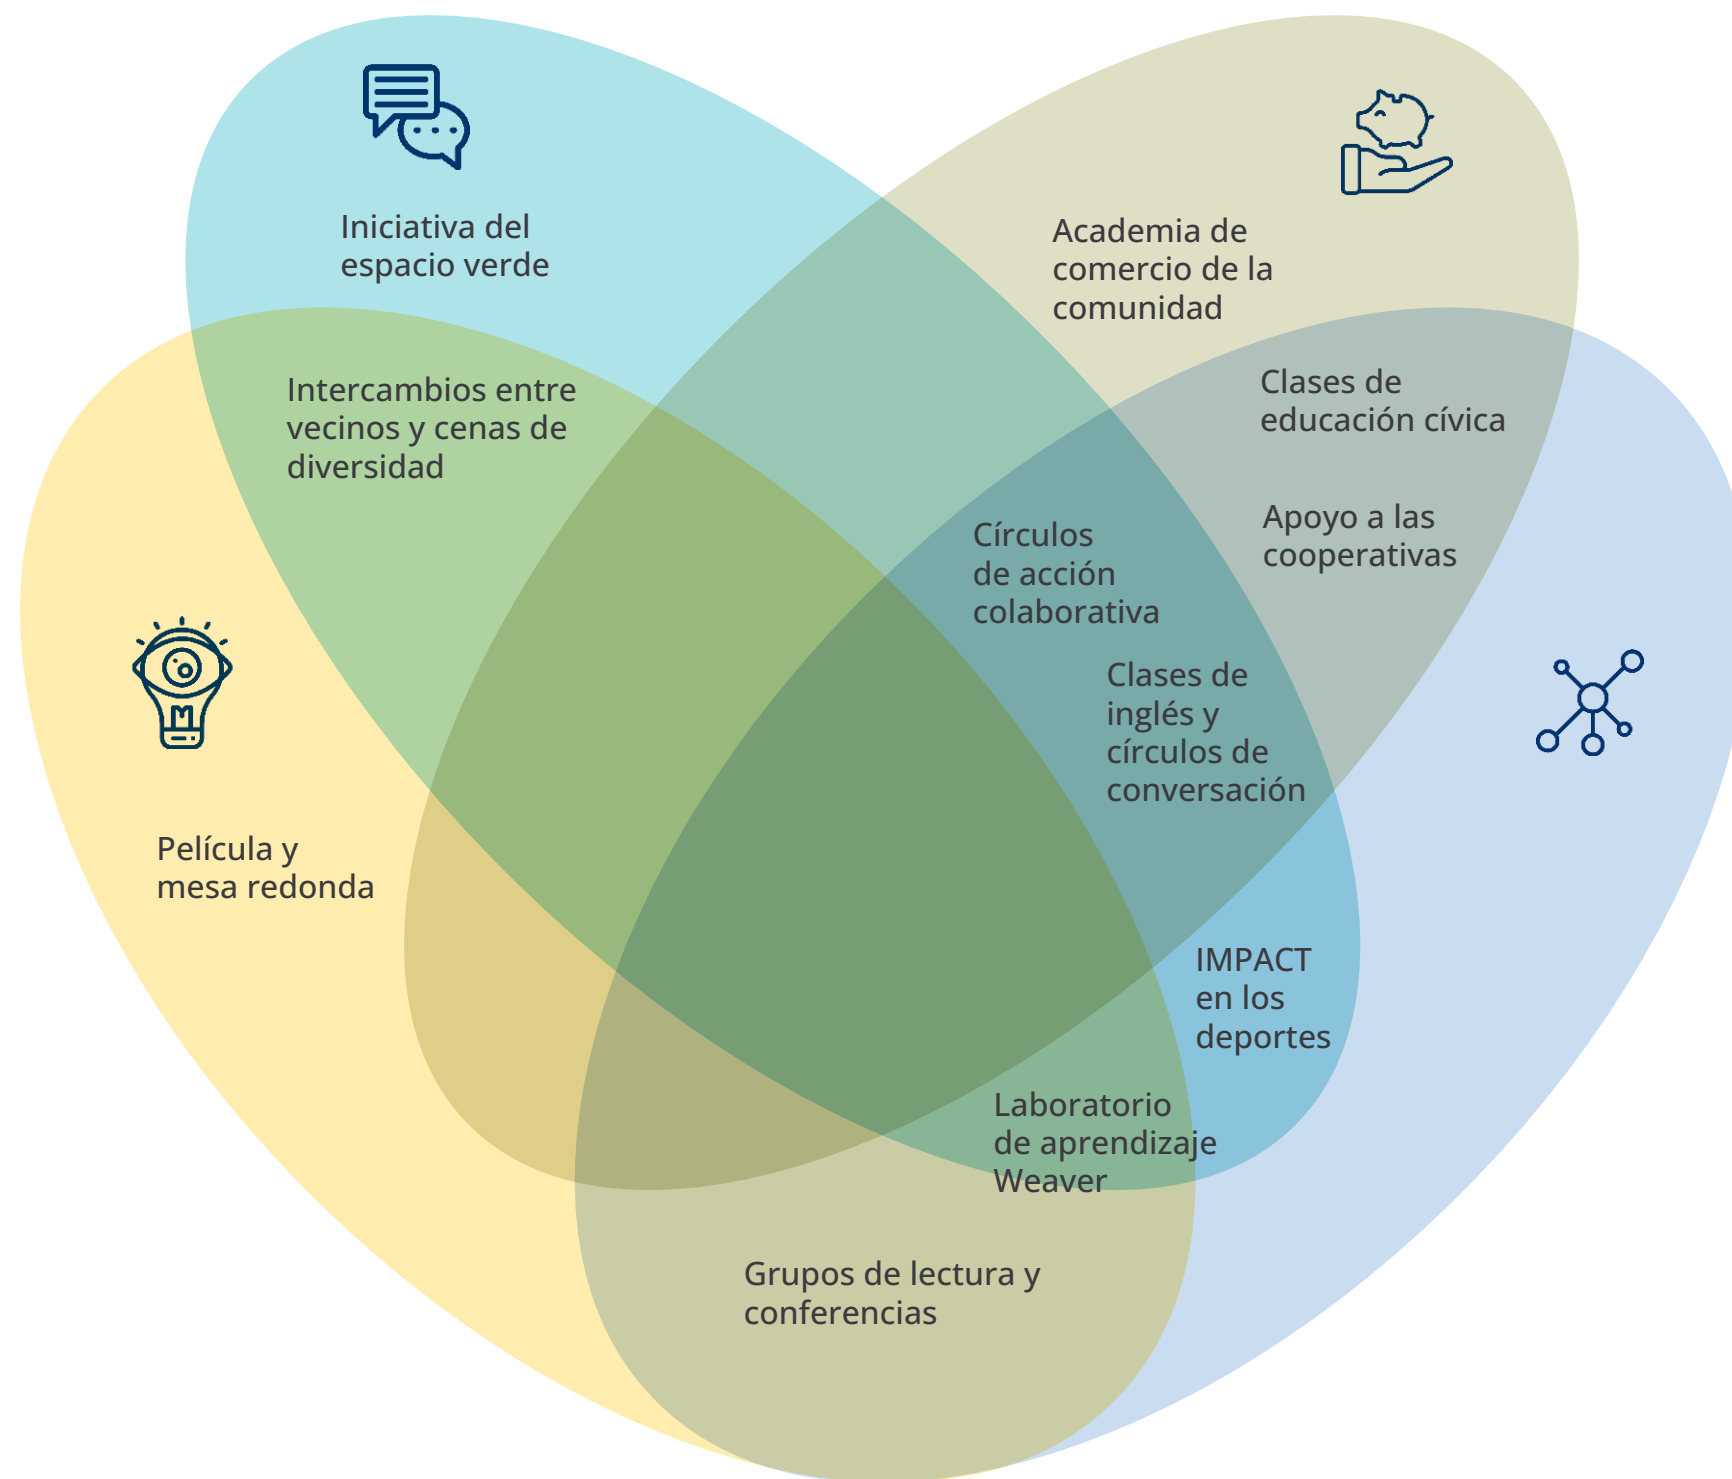 Iniciativa del
espacio verde
Academia de
comercio de la
comunidad
Intercambios entre
vecinos y cenas de
diversidad
Clases de
educación cívica
Apoyo a las
cooperativas
Círculos
de acción
colaborativa
Clases de
inglés y
círculos de
conversación
Película y
mesa redonda
IMPACT
en los
deportes
Laboratorio
de aprendizaje
Weaver
Grupos de lectura y
conferencias